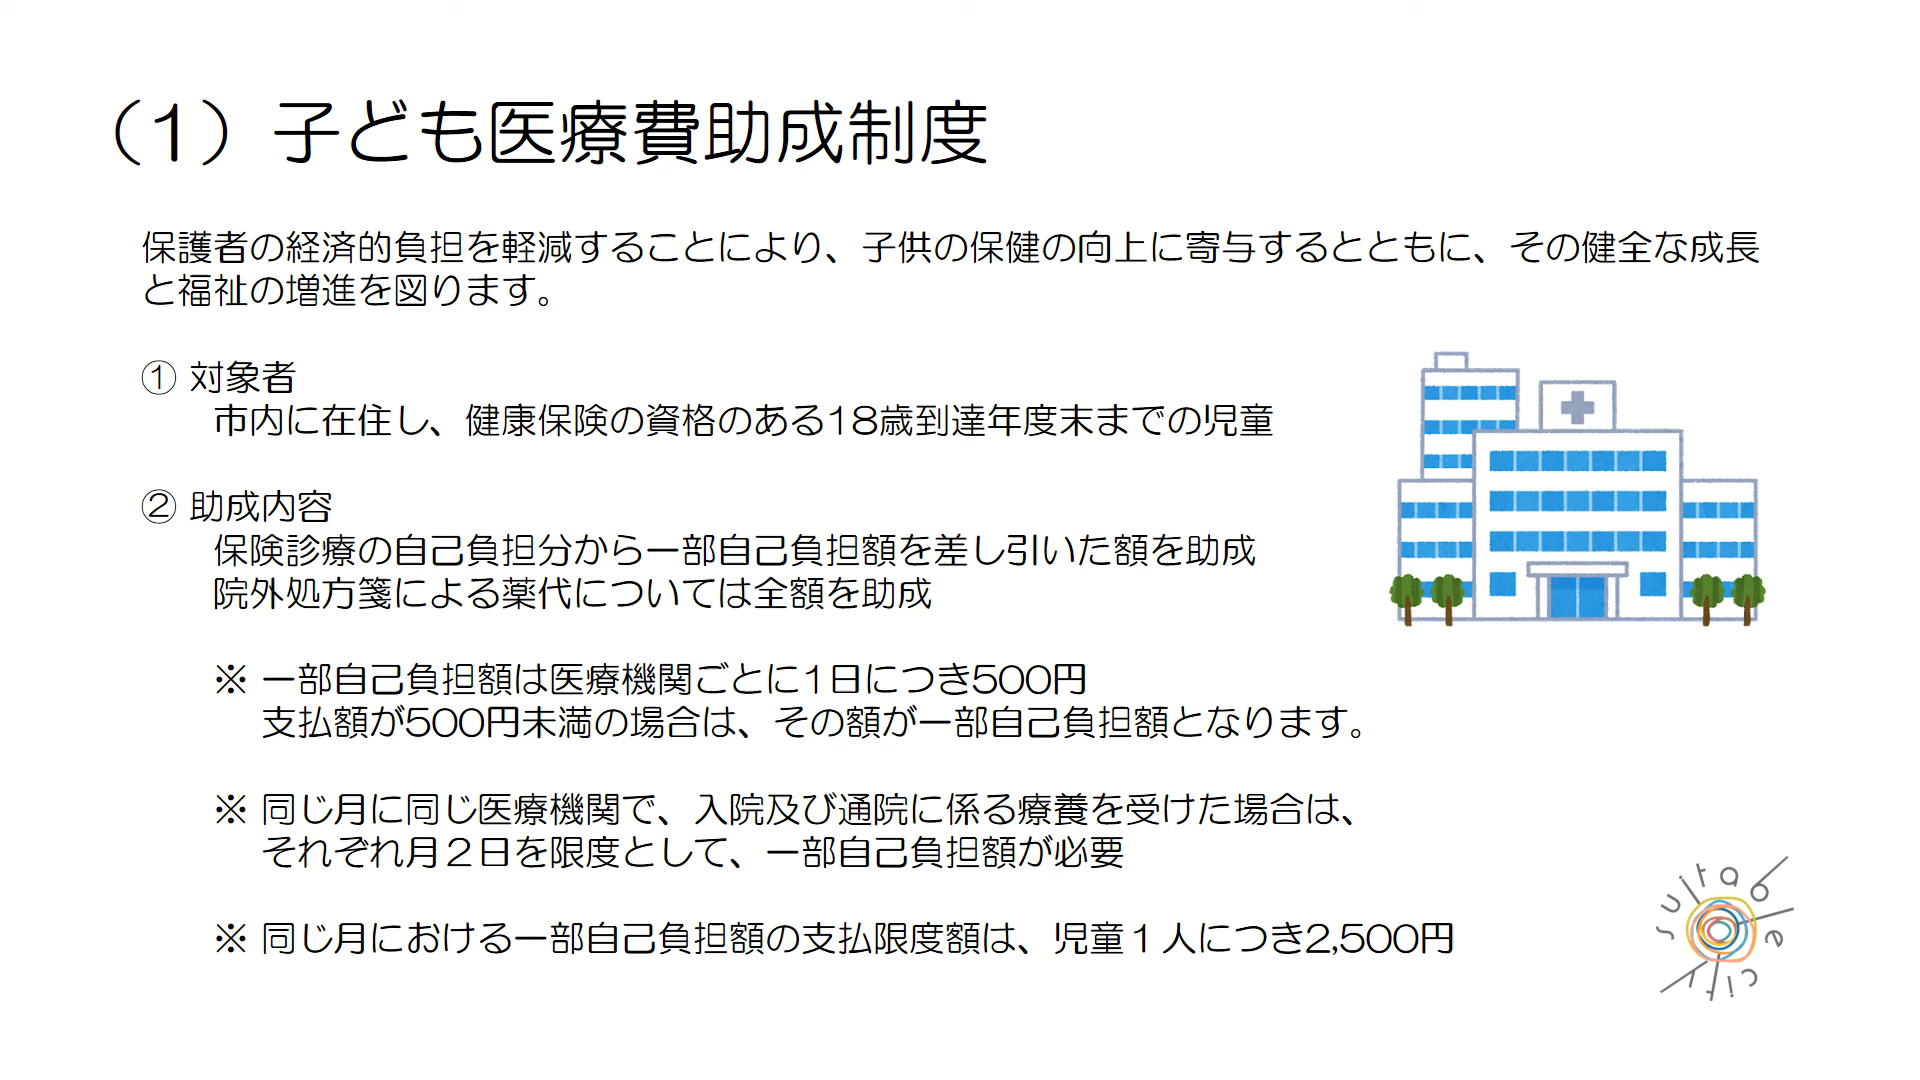 （1）子ども医療費助成制度
保護者の経済的負担を軽減することにより、子供の保健の向上に寄与するとともに、その健全な成長
と福祉の増進を図ります。
① 対象者
市内に在住し、健康保険の資格のある18歳到達年度末までの児童
② 助成内容
保険診療の自己負担分から一部自己負担額を差し引いた額を助成
院外処方箋による薬代については全額を助成
※ 一部自己負担額は医療機関ごとに1日につき500円
支払額が500円未満の場合は、その額が一部自己負担額となります。
※ 同じ月に同じ医療機関で、入院及び通院に係る療養を受けた場合は、
それぞれ月２日を限度として、一部自己負担額が必要
※ 同じ月における一部自己負担額の支払限度額は、児童１人につき2,500円
suitable city